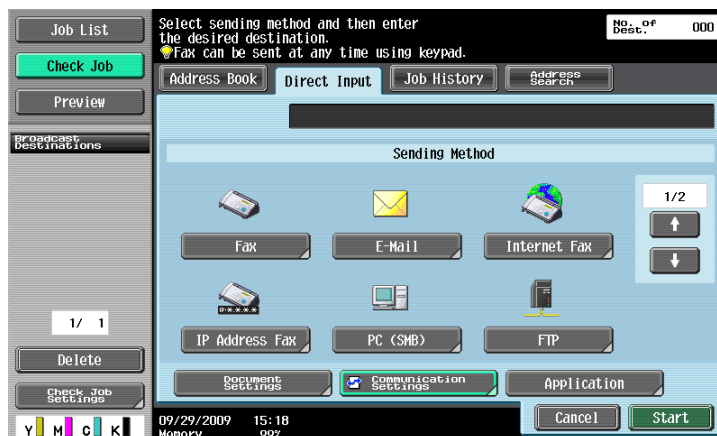 Job List
Check Job
Preview
Broadcast
Destinations
1/ 1
Delete
Check Job
Settings
Y M C K
Select sending method and then enter
the desired destination.
Fax can be sent at any time using keypad.
No. of
Dest.
000
Address Book
Direct Input
Job History
Address
Search
Sending Method
Fax
E-Mail
Internet Fax
1/2
IP Address Fax
PC (SMB)
FTP
Document
Settings
Communication
Settings
Application
09/29/2009 15:18
Memory 99%
Cancel
Start